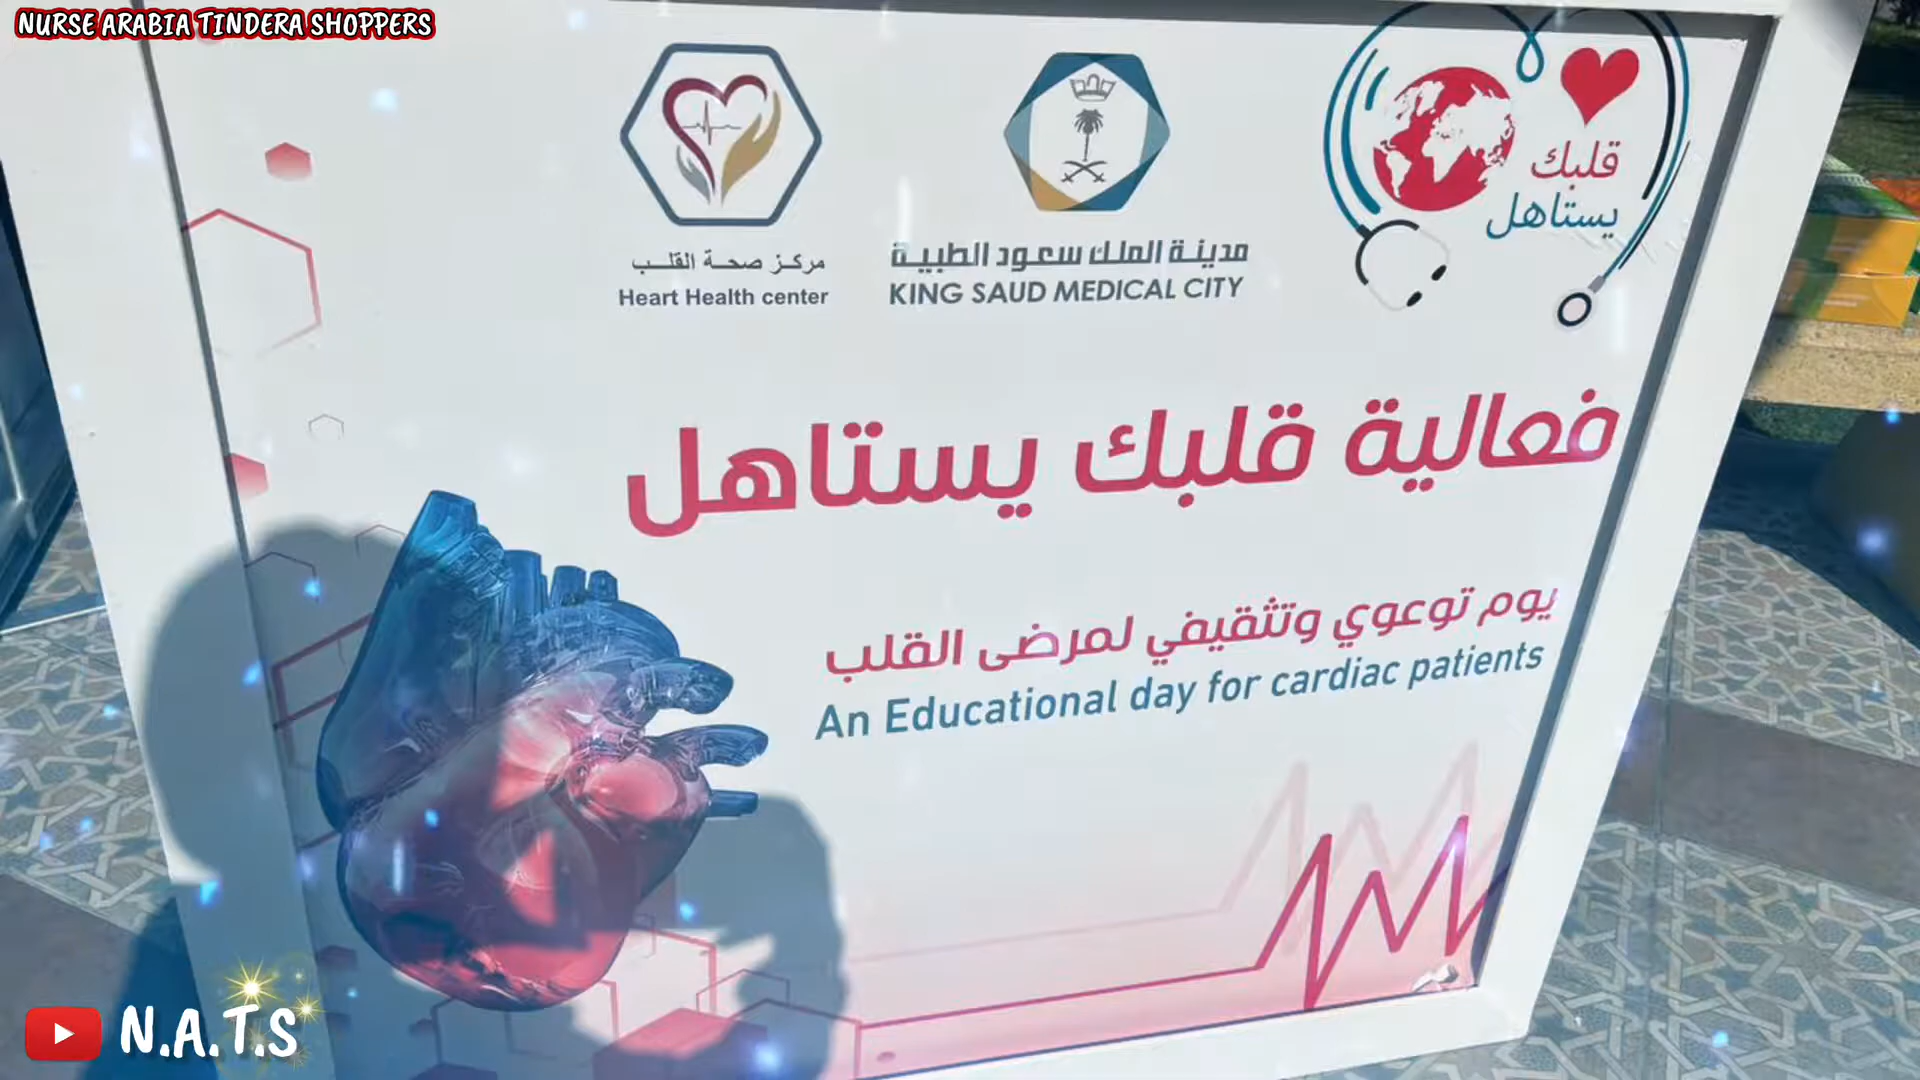 NURSE ARABIA TINDERA SHOPPERS
مركز صحة القلب
Heart Health center
مدينة الملك سعود الطبية
KING SAUD MEDICAL CITY
قلبك
يستاهل
فعالية قلبك يستاهل
يوم توعوي وتثقيفي لمرضى القلب
An Educational day for cardiac patients
N.A.T.S